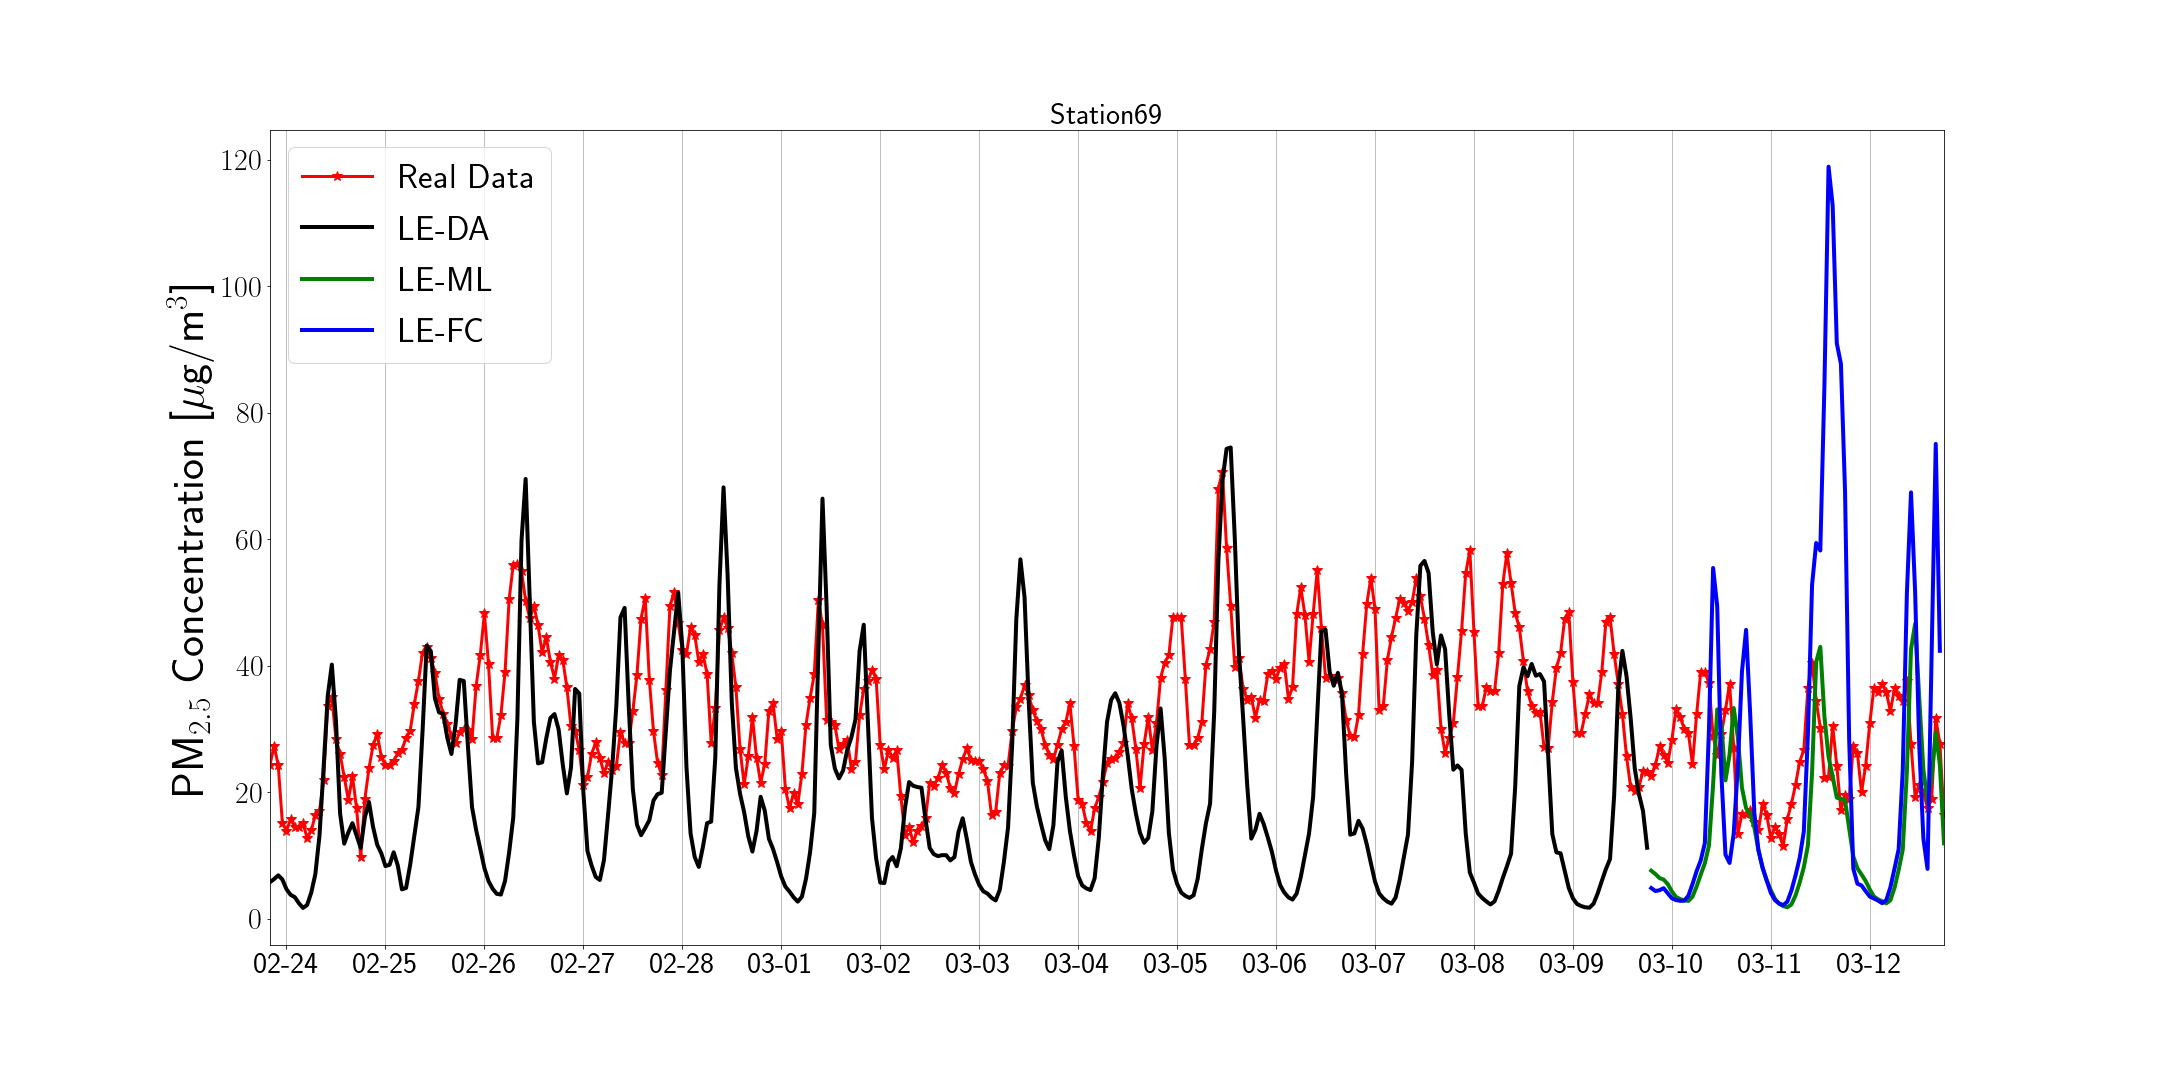 Station69
PM2.5 Concentration [μg/m³]
120
100
80
60
40
20
0
Real Data
LE-DA
LE-ML
LE-FC
02-24 02-25 02-26 02-27 02-28 03-01 03-02 03-03 03-04 03-05 03-06 03-07 03-08 03-09 03-10 03-11 03-12